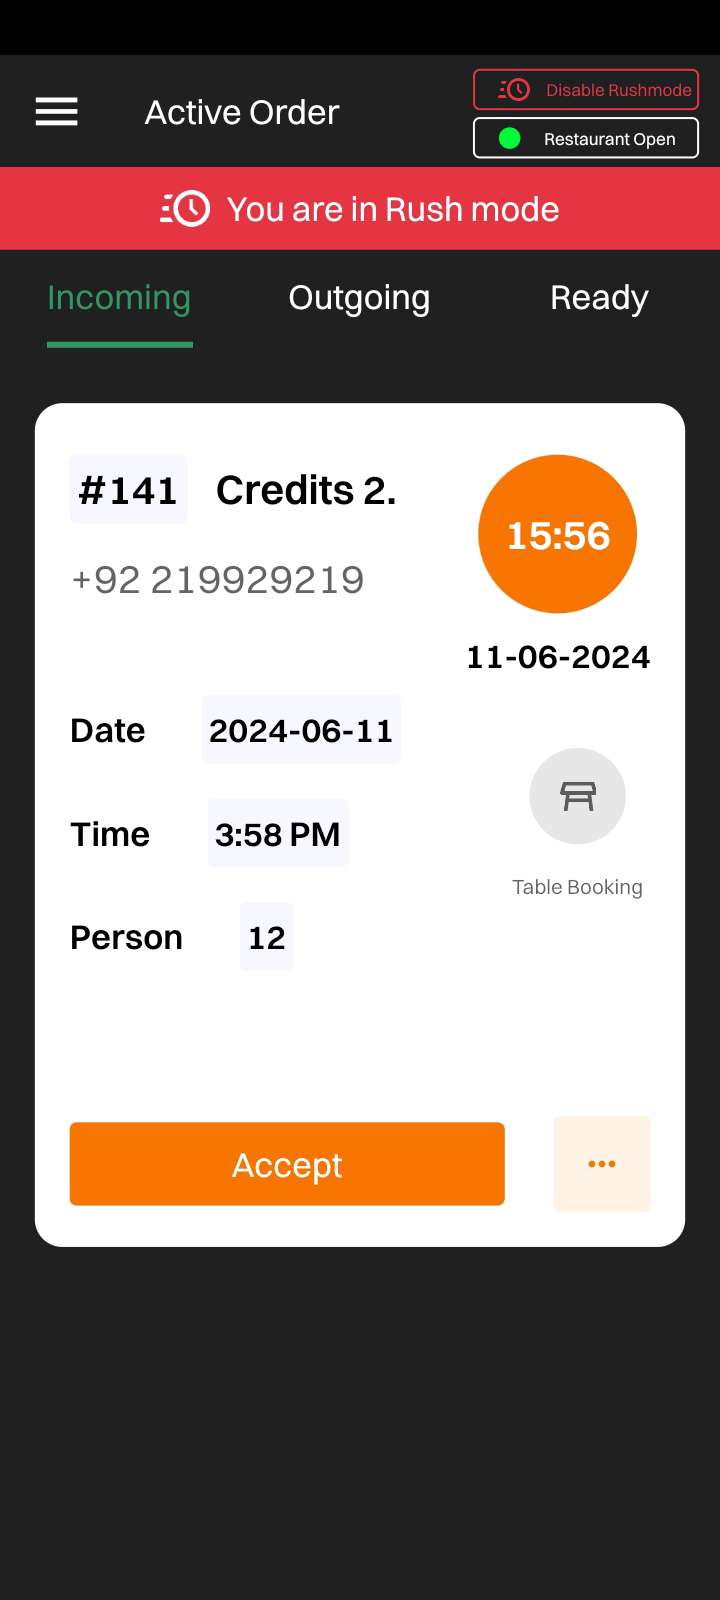 Active Order
Disable Rushmode
Restaurant Open
You are in Rush mode
Incoming Outgoing Ready
#141 Credits 2.
15:56
+92 219929219
11-06-2024
Date 2024-06-11
Time 3:58 PM
Table Booking
Person 12
Accept